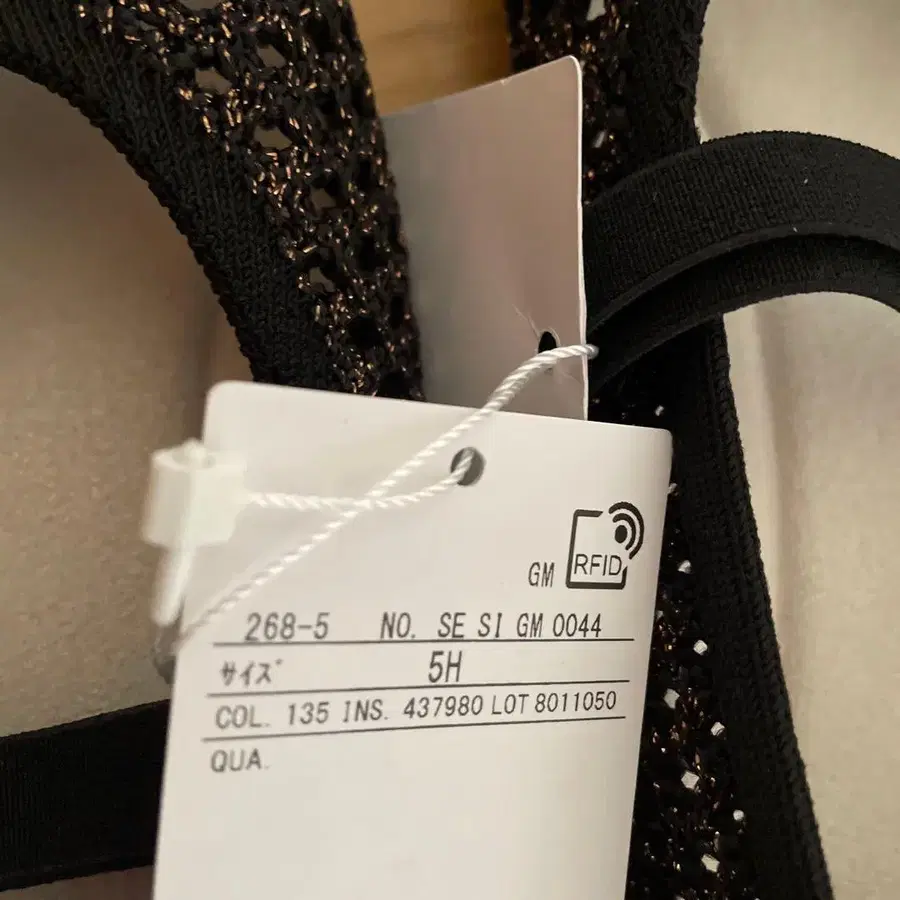 GM RFID
268-5 NO. SE SI GM 0044
サイズ 5H
COL. 135 INS. 437980 LOT 8011050
QUA.